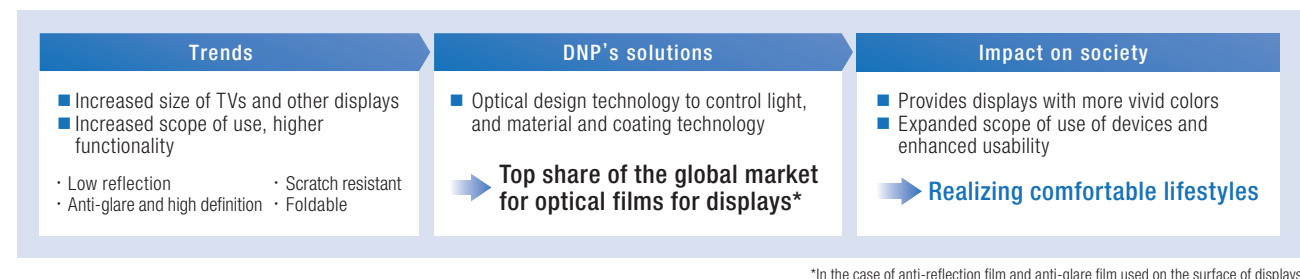 Trends
■ Increased size of TVs and other displays
■ Increased scope of use, higher
functionality
・Low reflection
・Scratch resistant
・Anti-glare and high definition
・Foldable
DNP's solutions
■ Optical design technology to control light,
and material and coating technology
Top share of the global market
for optical films for displays*
Impact on society
■ Provides displays with more vivid colors
■ Expanded scope of use of devices and
enhanced usability
Realizing comfortable lifestyles
*In the case of anti-reflection film and anti-glare film used on the surface of displays